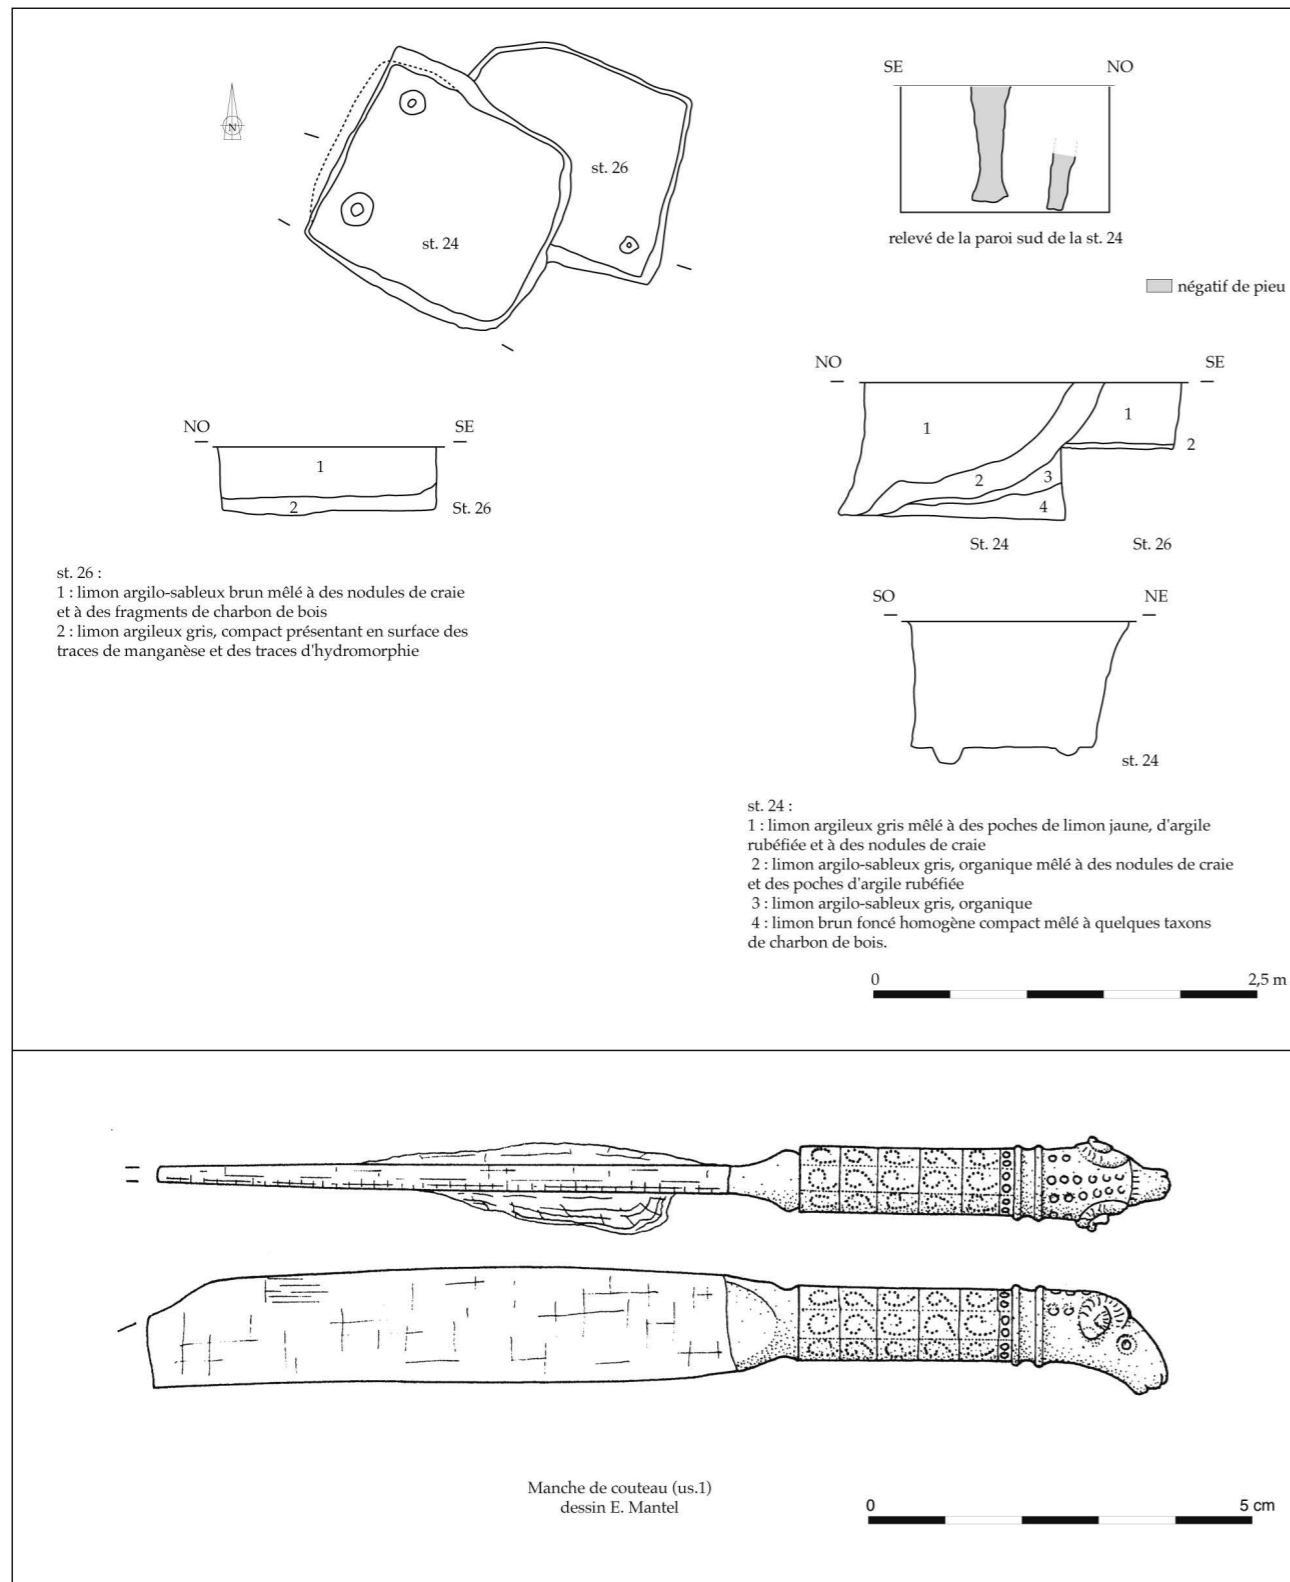 N
st. 26
st. 24
SE
NO
relevé de la paroi sud de la st. 24
négatif de pieu
NO
SE
1
2
St. 26
NO
SE
1
1
2
2
3
4
St. 24
St. 26
st. 26 :
1 : limon argilo-sableux brun mêlé à des nodules de craie
et à des fragments de charbon de bois
2 : limon argileux gris, compact présentant en surface des
traces de manganèse et des traces d'hydromorphie
SO
NE
st. 24
st. 24 :
1 : limon argileux gris mêlé à des poches de limon jaune, d'argile
rubéfiée et à des nodules de craie
2 : limon argilo-sableux gris, organique mêlé à des nodules de craie
et des poches d'argile rubéfiée
3 : limon argilo-sableux gris, organique
4 : limon brun foncé homogène compact mêlé à quelques taxons
de charbon de bois.
0
2,5 m
Manche de couteau (us.1)
dessin E. Mantel
0
5 cm